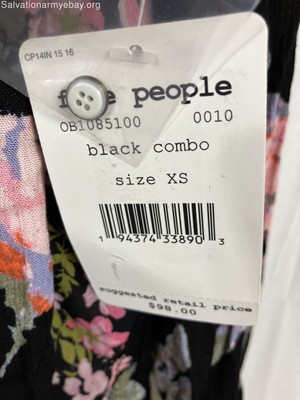 Salvationarmyebay.org
CP14IN 15 16
people
OB1085100 0010
black combo
size XS
1 94374 33890 3
suggested retail price
$98.00